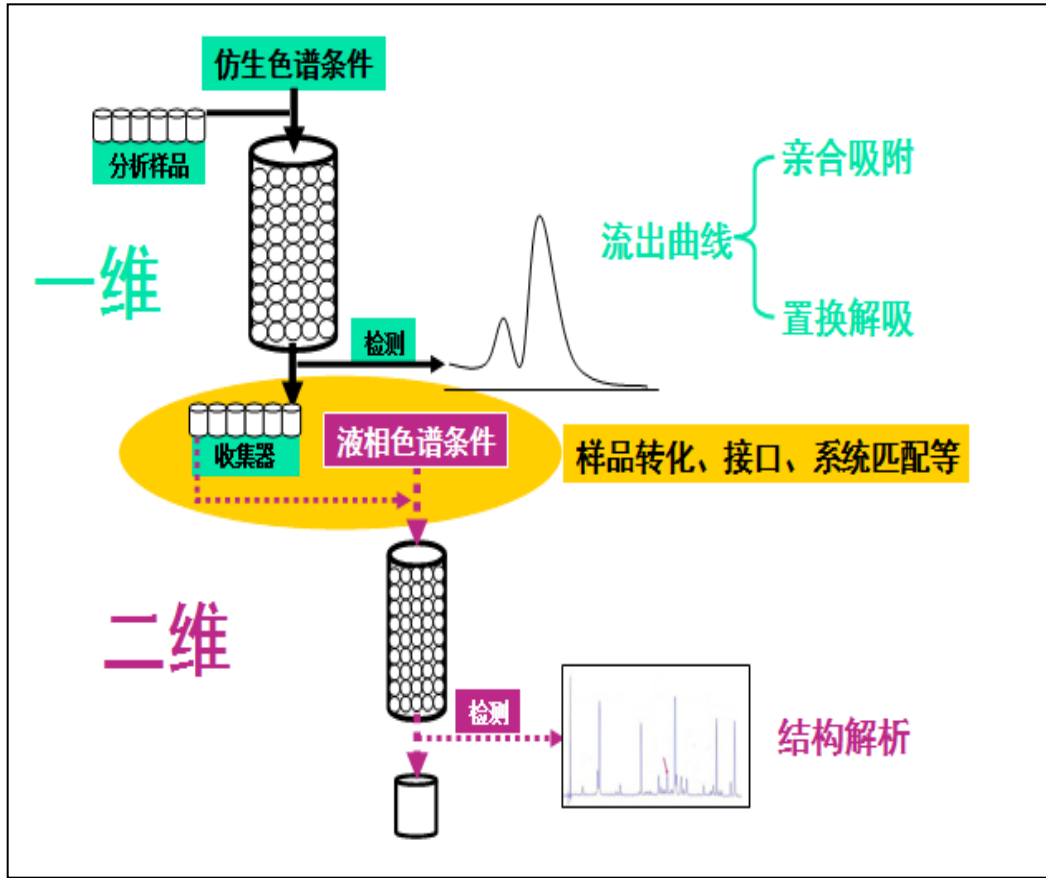 仿生色谱条件
分析样品
一维
亲合吸附
流出曲线
置换解吸
检测
收集器
液相色谱条件
样品转化、接口、系统匹配等
二维
检测
结构解析